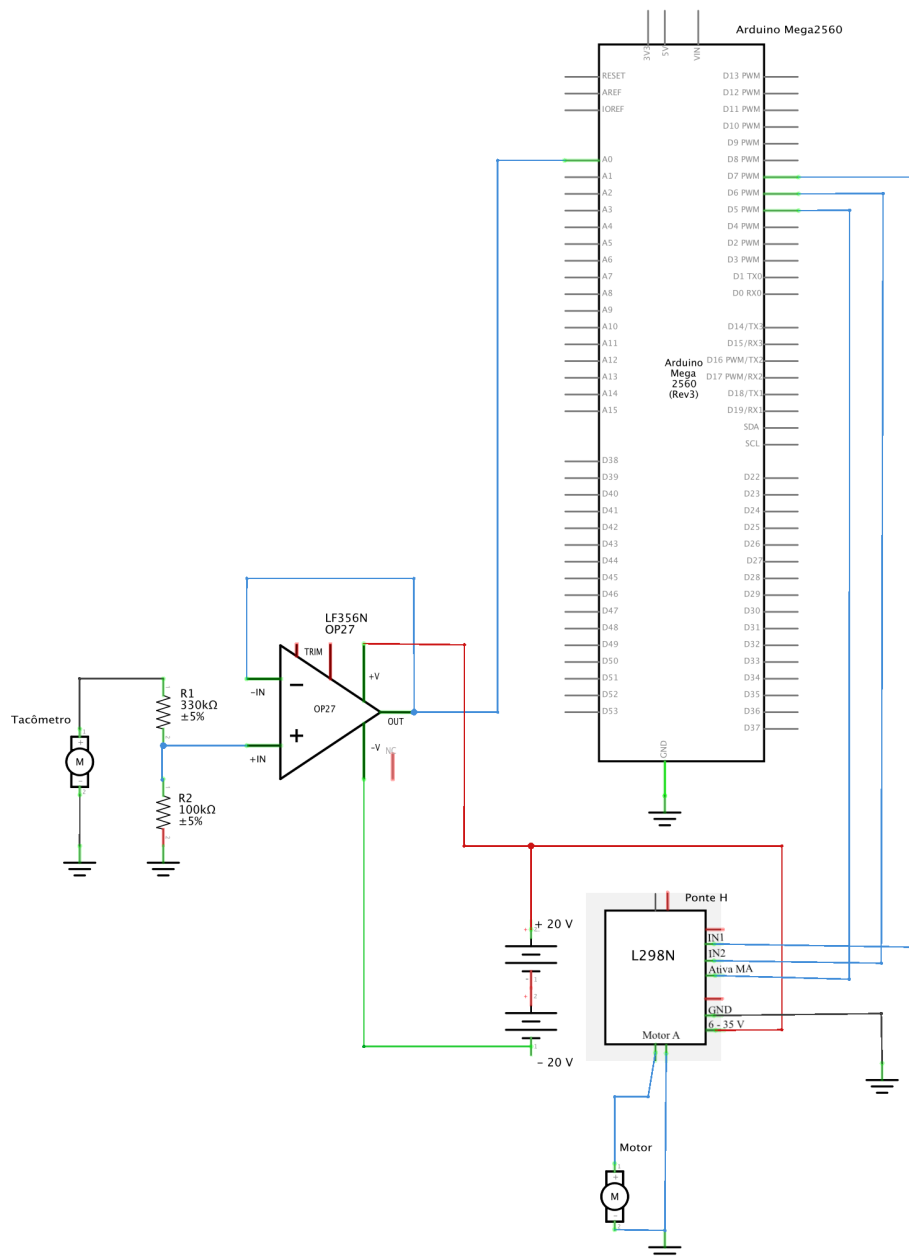 Arduino Mega2560
3V3
5V
VIN
RESET
AREF
IOREF
A0
A1
A2
A3
A4
A5
A6
A7
A8
A9
A10
A11
A12
A13
A14
A15
D38
D39
D40
D41
D42
D43
D44
D45
D46
D47
D48
D49
D50
D51
D52
D53
D13 PWM
D12 PWM
D11 PWM
D10 PWM
D9 PWM
D8 PWM
D7 PWM
D6 PWM
D5 PWM
D4 PWM
D2 PWM
D3 PWM
D1 TX0
D0 RX0
D14/TX3
D15/RX3
D16 PWM/TX2
D17 PWM/RX2
D18/TX1
D19/RX1
SDA
SCL
D22
D23
D24
D25
D26
D27
D28
D29
D30
D31
D32
D33
D34
D35
D36
D37
Arduino
Mega
2560
(Rev3)
GND
LF356N
OP27
TRIM
+V
-IN
−
OP27
OUT
+
+IN
-V
NC
Tacômetro
+
M
−
1
R1
330kΩ
±5%
2
1
R2
100kΩ
±5%
2
+ 20 V
- 20 V
Ponte H
L298N
IN1
IN2
Ativa MA
GND
6 - 35 V
Motor A
Motor
+
M
−